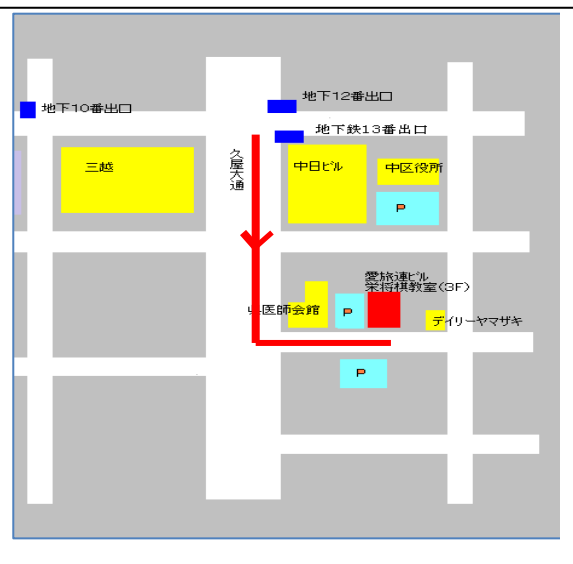 地下10番出口
地下12番出口
地下鉄13番出口
久屋大通
三越
中日ビル
中区役所
P
愛旅連ビル
栄将棋教室(3F)
医師会館
P
デイリーヤマザキ
P